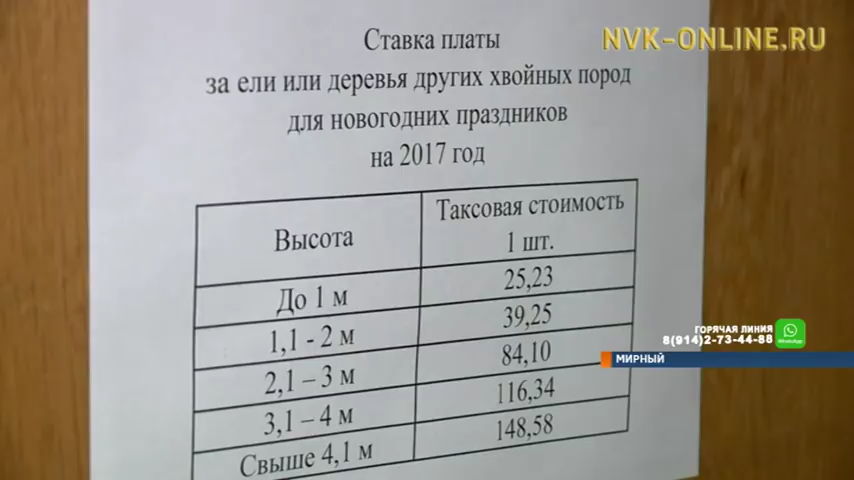 NVK-ONLINE.RU
Ставка платы
за ели или деревья других хвойных пород
для новогодних праздников
на 2017 год
Высота
Таксовая стоимость
1 шт.
До 1 м
25,23
1,1 - 2 м
39,25
2,1 – 3 м
84,10
3,1 – 4 м
116,34
Свыше 4,1 м
148,58
ГОРЯЧАЯ ЛИНИЯ
8(914)2-73-44-88
WhatsApp
МИРНЫЙ